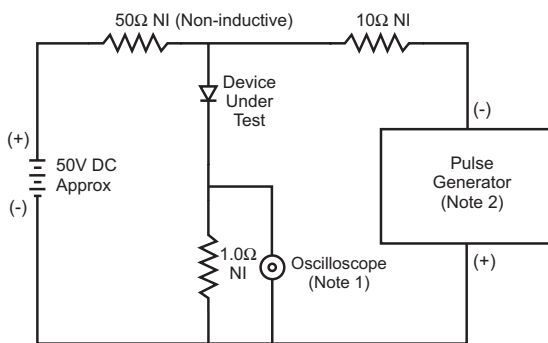 50Ω NI (Non-inductive)
10Ω NI
Device
Under
Test
(+)
50V DC
Approx
(-)
(-)
Pulse
Generator
(Note 2)
(+)
1.0Ω
NI
Oscilloscope
(Note 1)